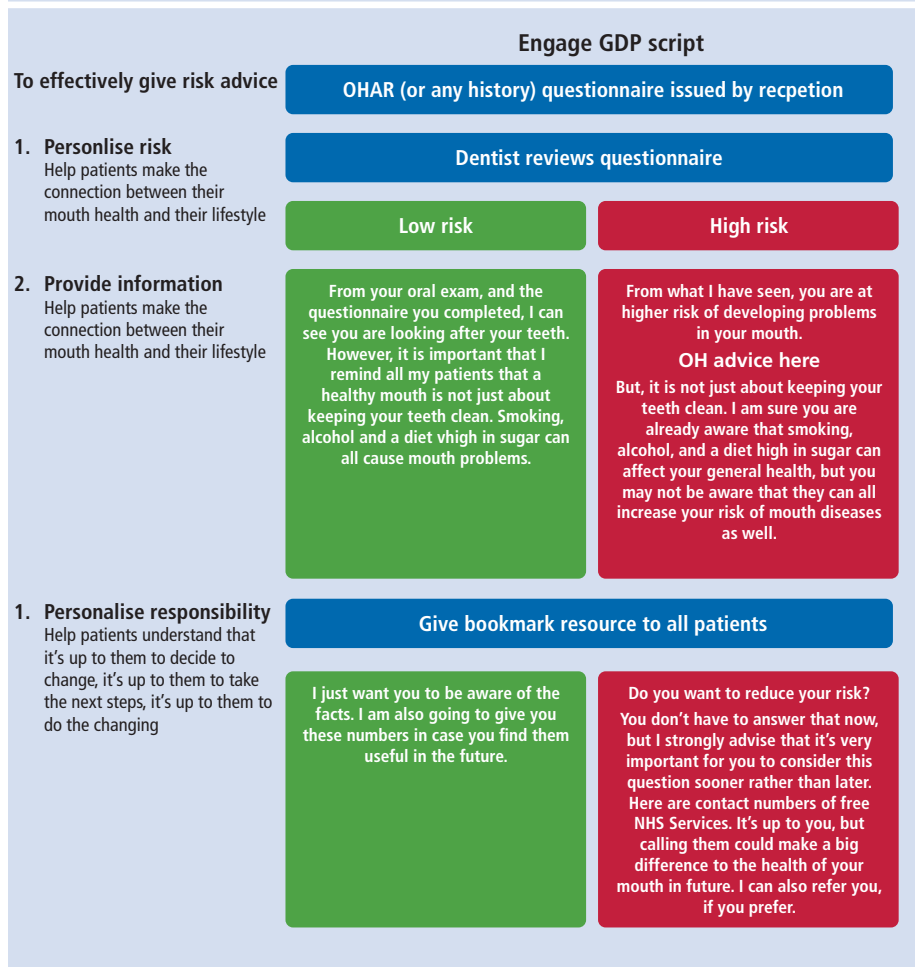 Engage GDP script
To effectively give risk advice
OHAR (or any history) questionnaire issued by recpetion
1. Personlise risk
Help patients make the
connection between their
mouth health and their lifestyle
Dentist reviews questionnaire
Low risk
High risk
2. Provide information
Help patients make the
connection between their
mouth health and their lifestyle
From your oral exam, and the
questionnaire you completed, I can
see you are looking after your teeth.
However, it is important that I
remind all my patients that a
healthy mouth is not just about
keeping your teeth clean. Smoking,
alcohol and a diet vhigh in sugar can
all cause mouth problems.
From what I have seen, you are at
higher risk of developing problems
in your mouth.
OH advice here
But, it is not just about keeping your
teeth clean. I am sure you are
already aware that smoking,
alcohol, and a diet high in sugar can
affect your general health, but you
may not be aware that they can all
increase your risk of mouth diseases
as well.
1. Personalise responsibility
Help patients understand that
it's up to them to decide to
change, it's up to them to take
the next steps, it's up to them to
do the changing
Give bookmark resource to all patients
I just want you to be aware of the
facts. I am also going to give you
these numbers in case you find them
useful in the future.
Do you want to reduce your risk?
You don't have to answer that now,
but I strongly advise that it's very
important for you to consider this
question sooner rather than later.
Here are contact numbers of free
NHS Services. It's up to you, but
calling them could make a big
difference to the health of your
mouth in future. I can also refer you,
if you prefer.